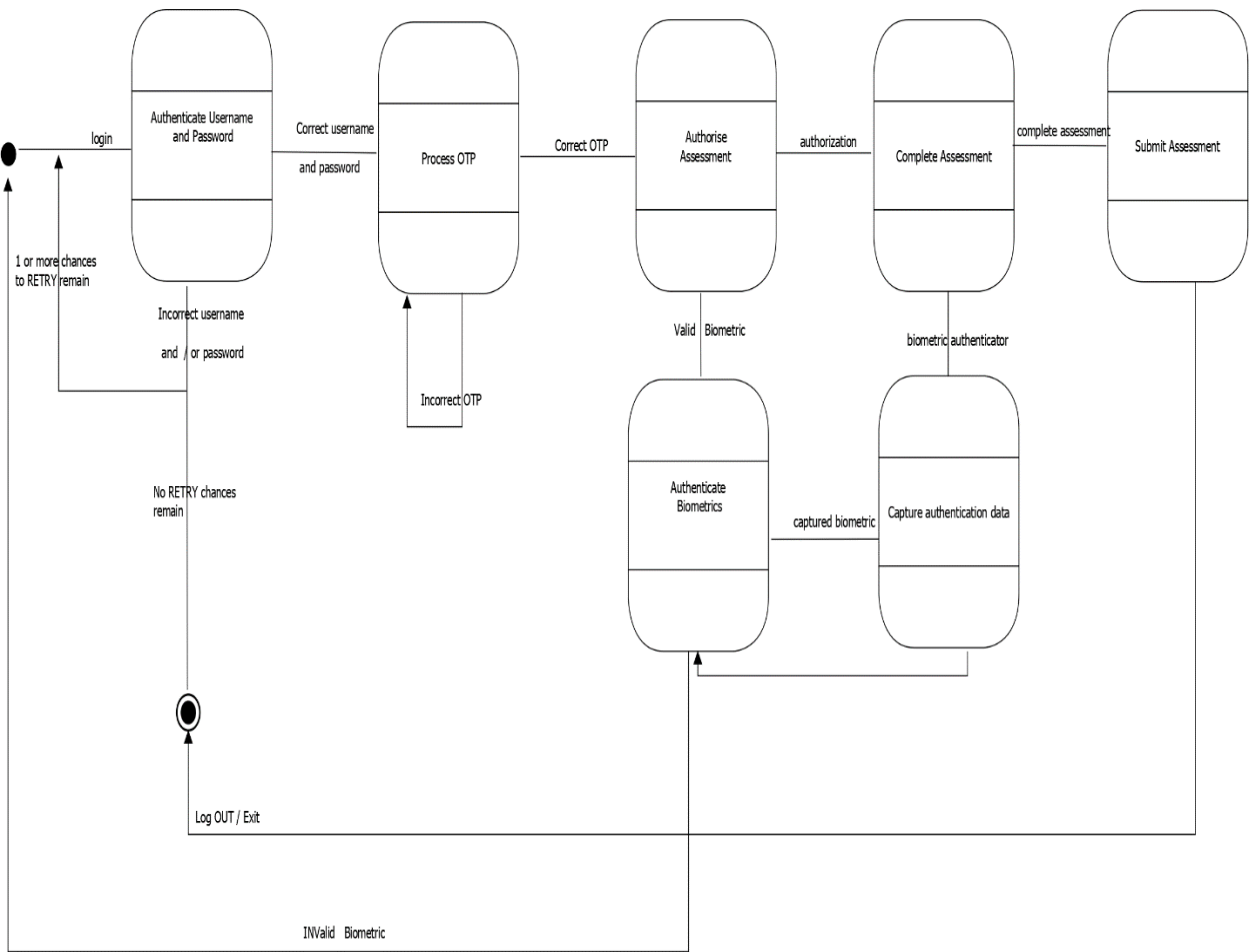 login
Authenticate Username
and Password
Correct username
and password
Process OTP
Correct OTP
Authorise
Assessment
authorization
Complete Assessment
complete assessment
Submit Assessment
1 or more chances
to RETRY remain
Incorrect username
and / or password
Incorrect OTP
Valid Biometric
biometric authenticator
Authenticate
Biometrics
captured biometric
Capture authentication data
No RETRY chances
remain
Log OUT / Exit
INValid Biometric